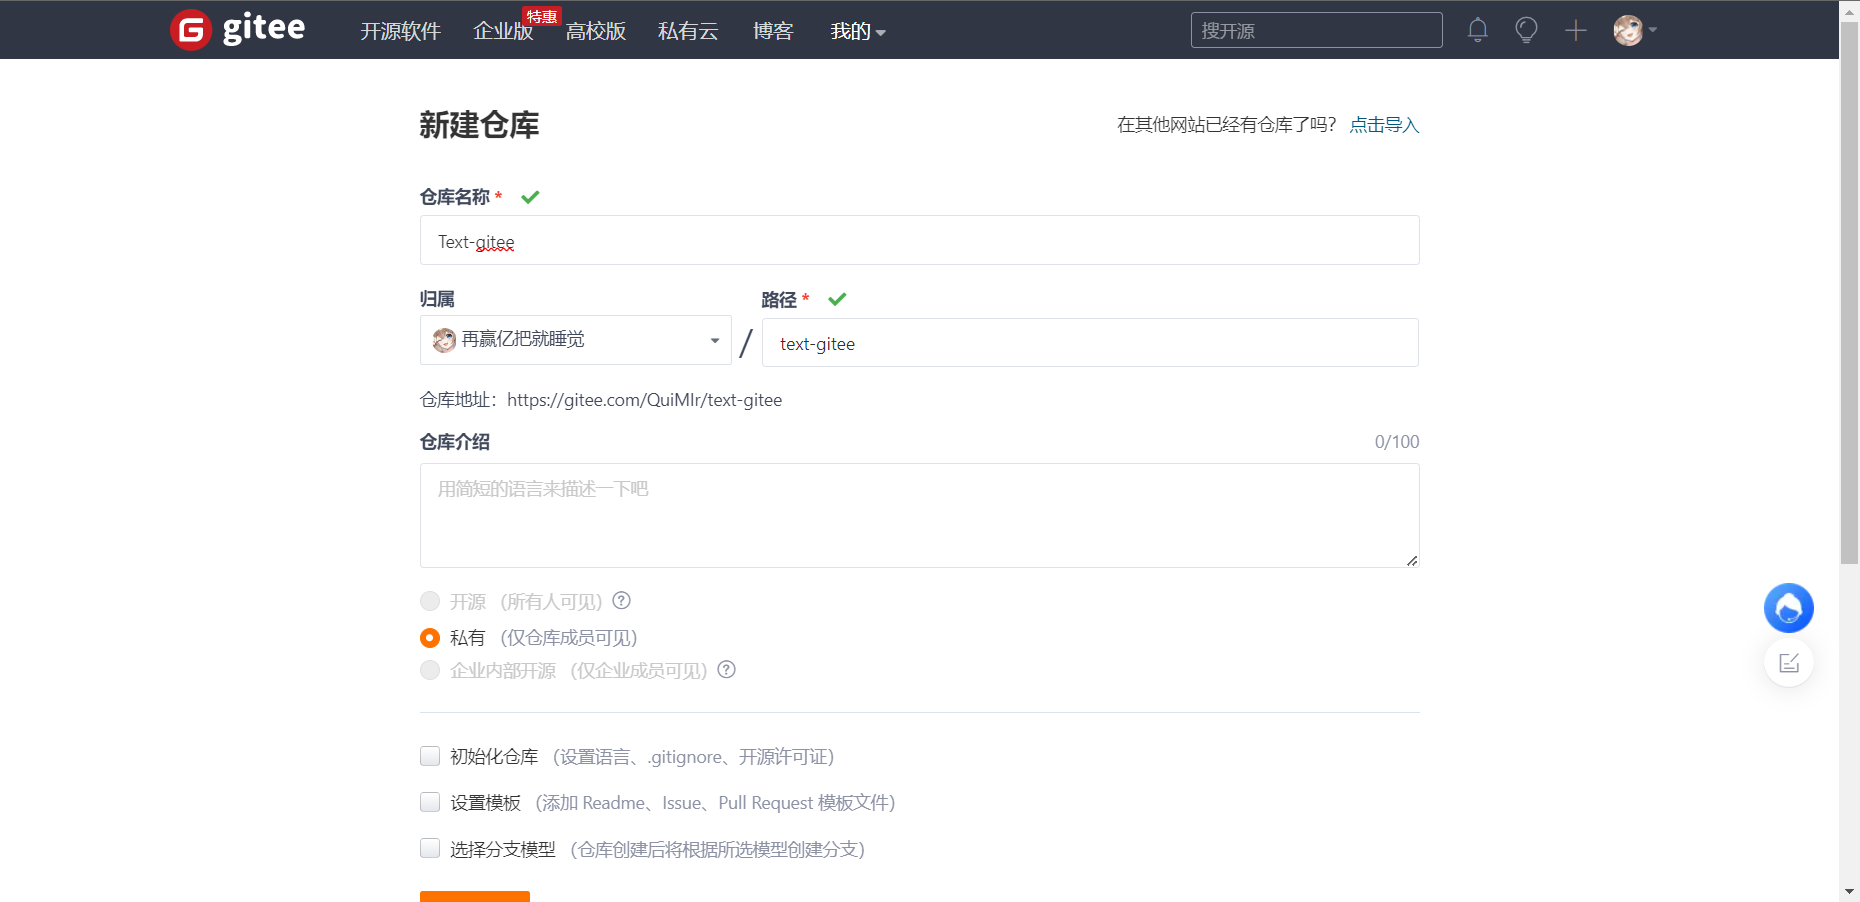 gitee 开源软件 企业版 特惠 高校版 私有云 博客 我的 搜开源
新建仓库
在其他网站已经有仓库了吗? 点击导入
仓库名称 *
Text-gitee
归属 路径 *
再赢亿把就睡觉 / text-gitee
仓库地址：https://gitee.com/QuiMlr/text-gitee
仓库介绍 0/100
用简短的语言来描述一下吧
开源 （所有人可见）
私有 （仅仓库成员可见）
企业内部开源 （仅企业成员可见）
初始化仓库 （设置语言、.gitignore、开源许可证）
设置模板 （添加 Readme、Issue、Pull Request 模板文件）
选择分支模型 （仓库创建后将根据所选模型创建分支）